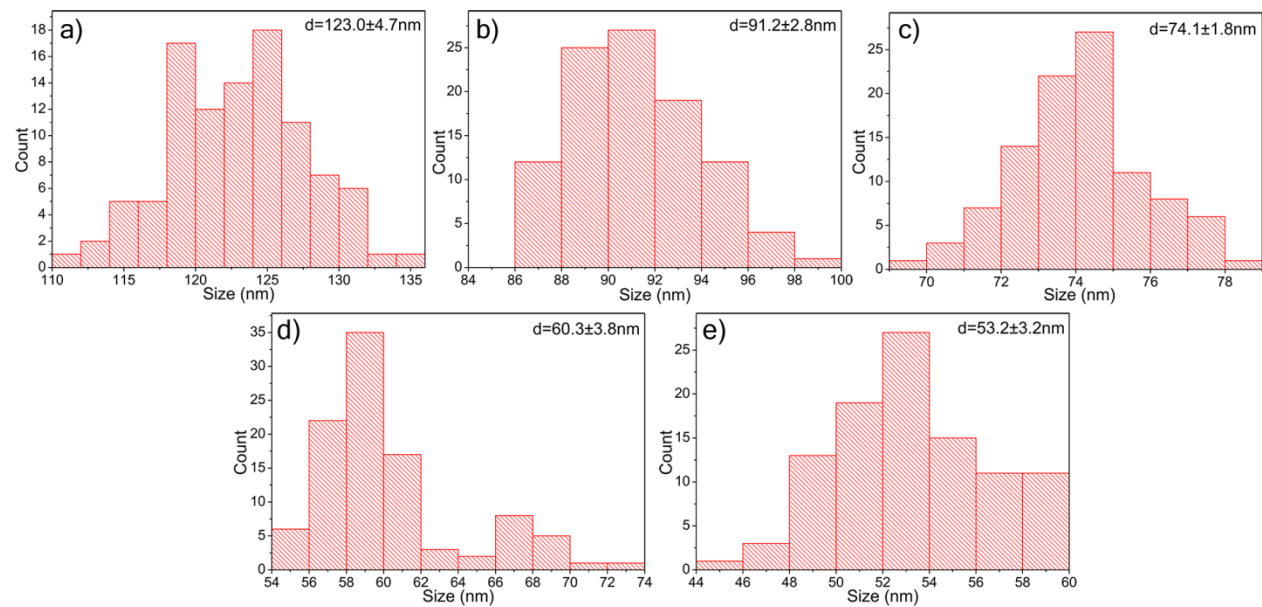 a)
d=123.0±4.7nm
18
16
14
12
10
8
6
4
2
0
Count
110 115 120 125 130 135
Size (nm)
b)
d=91.2±2.8nm
25
20
15
10
5
0
Count
84 86 88 90 92 94 96 98 100
Size (nm)
c)
d=74.1±1.8nm
25
20
15
10
5
0
Count
70 72 74 76 78
Size (nm)
d)
d=60.3±3.8nm
35
30
25
20
15
10
5
0
Count
54 56 58 60 62 64 66 68 70 72 74
Size (nm)
e)
d=53.2±3.2nm
25
20
15
10
5
0
Count
44 46 48 50 52 54 56 58 60
Size (nm)